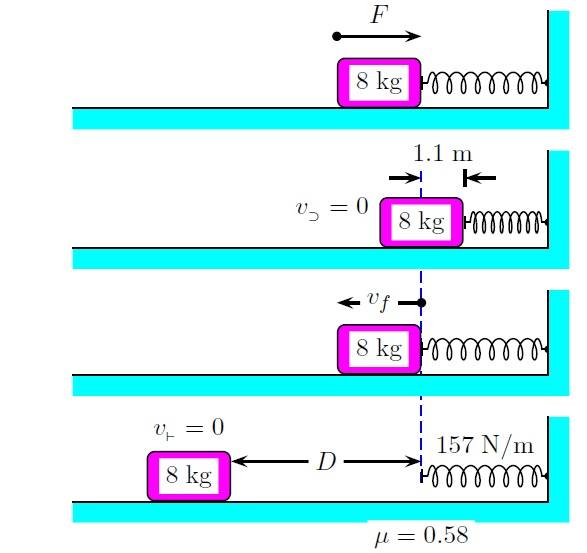 F
8 kg
1.1 m
v⊃ = 0
8 kg
v_f
8 kg
v⊢ = 0
8 kg
D
157 N/m
μ = 0.58